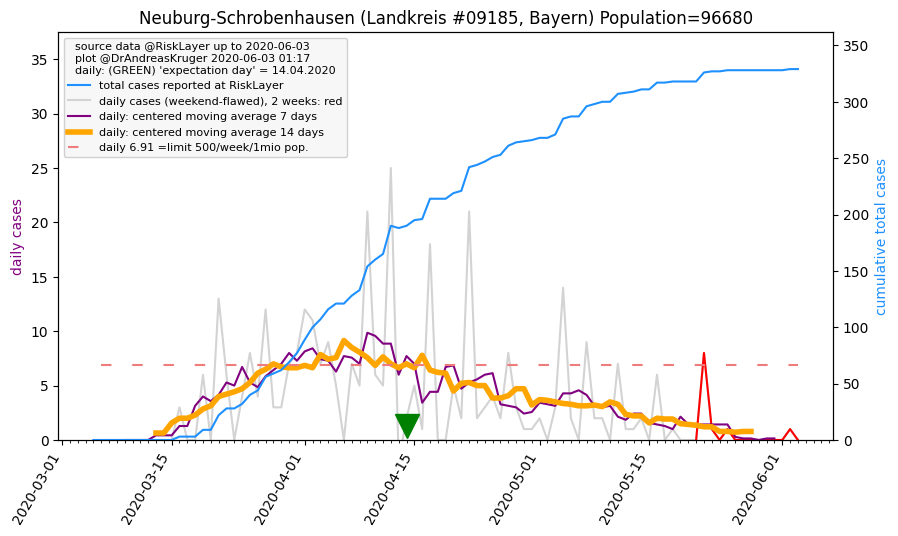 Neuburg-Schrobenhausen (Landkreis #09185, Bayern) Population=96680
source data @RiskLayer up to 2020-06-03
plot @DrAndreasKruger 2020-06-03 01:17
daily: (GREEN) 'expectation day' = 14.04.2020
total cases reported at RiskLayer
daily cases (weekend-flawed), 2 weeks: red
daily: centered moving average 7 days
daily: centered moving average 14 days
daily 6.91 =limit 500/week/1mio pop.
daily cases
35
30
25
20
15
10
5
0
350
300
250
200
150
100
50
0
cumulative total cases
2020-03-01
2020-03-15
2020-04-01
2020-04-15
2020-05-01
2020-05-15
2020-06-01